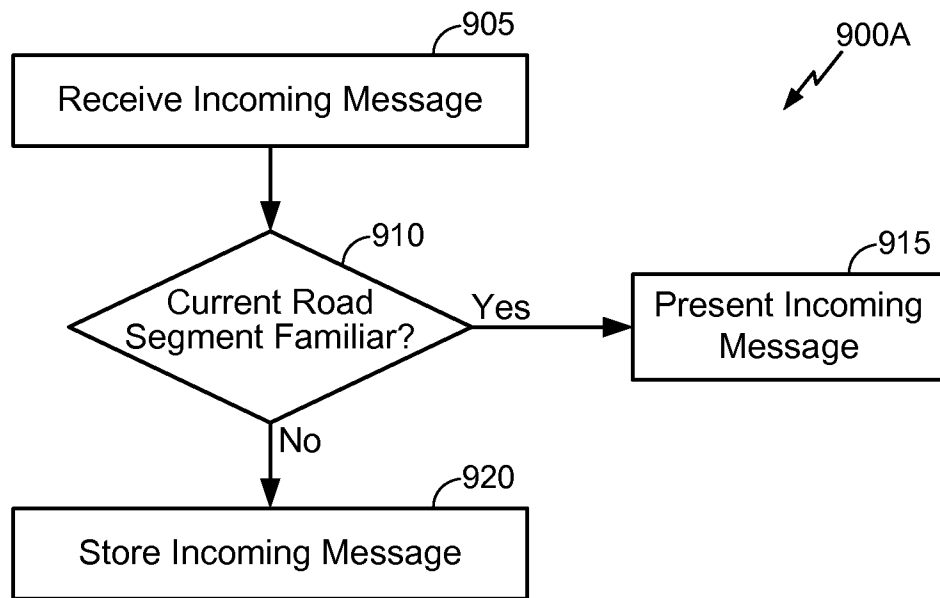 905
900A
Receive Incoming Message
910
915
Current Road
Segment Familiar?
Yes
Present Incoming
Message
No
920
Store Incoming Message